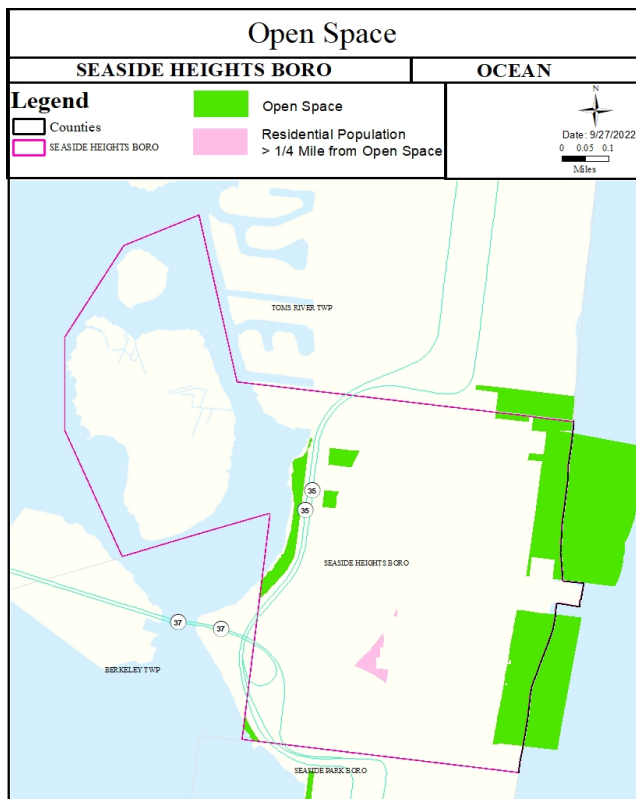 Open Space
SEASIDE HEIGHTS BORO
OCEAN
Legend
Counties
SEASIDE HEIGHTS BORO
Open Space
Residential Population
> 1/4 Mile from Open Space
N
Date: 9/27/2022
0 0.05 0.1
Miles
TOMS RIVER TWP
35
35
SEASIDE HEIGHTS BORO
37
37
BERKELEY TWP
SEASIDE PARK BORO